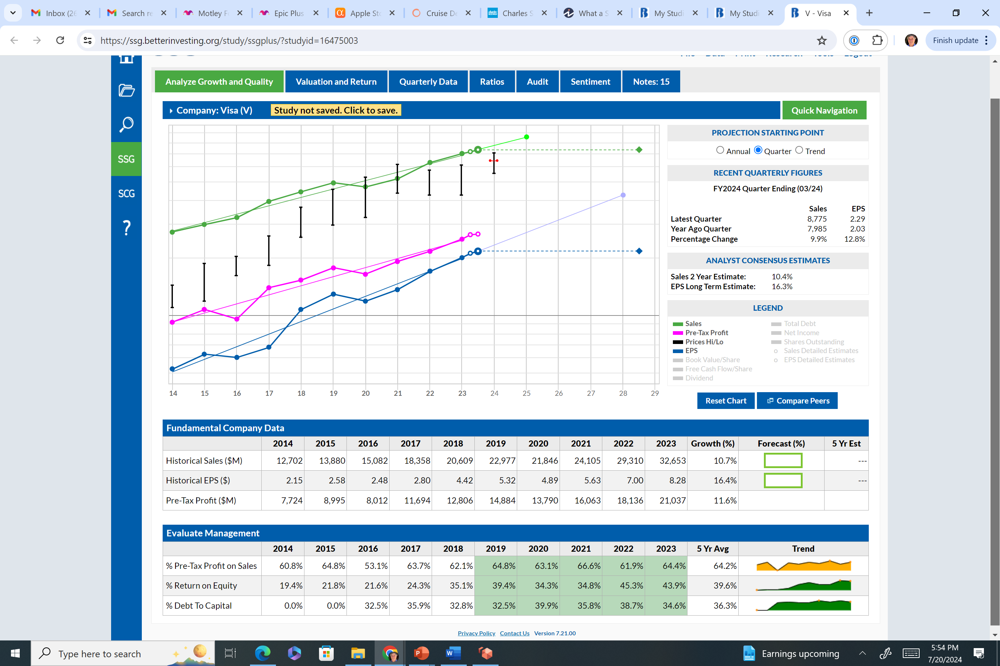 Inbox (26
Search re
Motley F
Epic Plus
Apple Sto
Cruise De
Charles S
What a S
My Studi
My Studi
V - Visa
https://ssg.betterinvesting.org/study/ssgplus/?studyid=16475003
Finish update
Analyze Growth and Quality
Valuation and Return
Quarterly Data
Ratios
Audit
Sentiment
Notes: 15
Company: Visa (V)
Study not saved. Click to save.
Quick Navigation
SSG
SCG
?
PROJECTION STARTING POINT
Annual Quarter Trend
RECENT QUARTERLY FIGURES
FY2024 Quarter Ending (03/24)
Sales EPS
Latest Quarter 8,775 2.29
Year Ago Quarter 7,985 2.03
Percentage Change 9.9% 12.8%
ANALYST CONSENSUS ESTIMATES
Sales 2 Year Estimate: 10.4%
EPS Long Term Estimate: 16.3%
LEGEND
Sales Total Debt
Pre-Tax Profit Net Income
Prices Hi/Lo Shares Outstanding
EPS Sales Detailed Estimates
Book Value/Share EPS Detailed Estimates
Free Cash Flow/Share
Dividend
14 15 16 17 18 19 20 21 22 23 24 25 26 27 28 29
Reset Chart
Compare Peers
Fundamental Company Data
2014 2015 2016 2017 2018 2019 2020 2021 2022 2023 Growth (%) Forecast (%) 5 Yr Est
Historical Sales ($M) 12,702 13,880 15,082 18,358 20,609 22,977 21,846 24,105 29,310 32,653 10.7% ---
Historical EPS ($) 2.15 2.58 2.48 2.80 4.42 5.32 4.89 5.63 7.00 8.28 16.4% ---
Pre-Tax Profit ($M) 7,724 8,995 8,012 11,694 12,806 14,884 13,790 16,063 18,136 21,037 11.6%
Evaluate Management
2014 2015 2016 2017 2018 2019 2020 2021 2022 2023 5 Yr Avg Trend
% Pre-Tax Profit on Sales 60.8% 64.8% 53.1% 63.7% 62.1% 64.8% 63.1% 66.6% 61.9% 64.4% 64.2%
% Return on Equity 19.4% 21.8% 21.6% 24.3% 35.1% 39.4% 34.3% 34.8% 45.3% 43.9% 39.6%
% Debt To Capital 0.0% 0.0% 32.5% 35.9% 32.8% 32.5% 39.9% 35.8% 38.7% 34.6% 36.3%
Privacy Policy Contact Us Version 7.21.00
Type here to search
Earnings upcoming
5:54 PM
7/20/2024